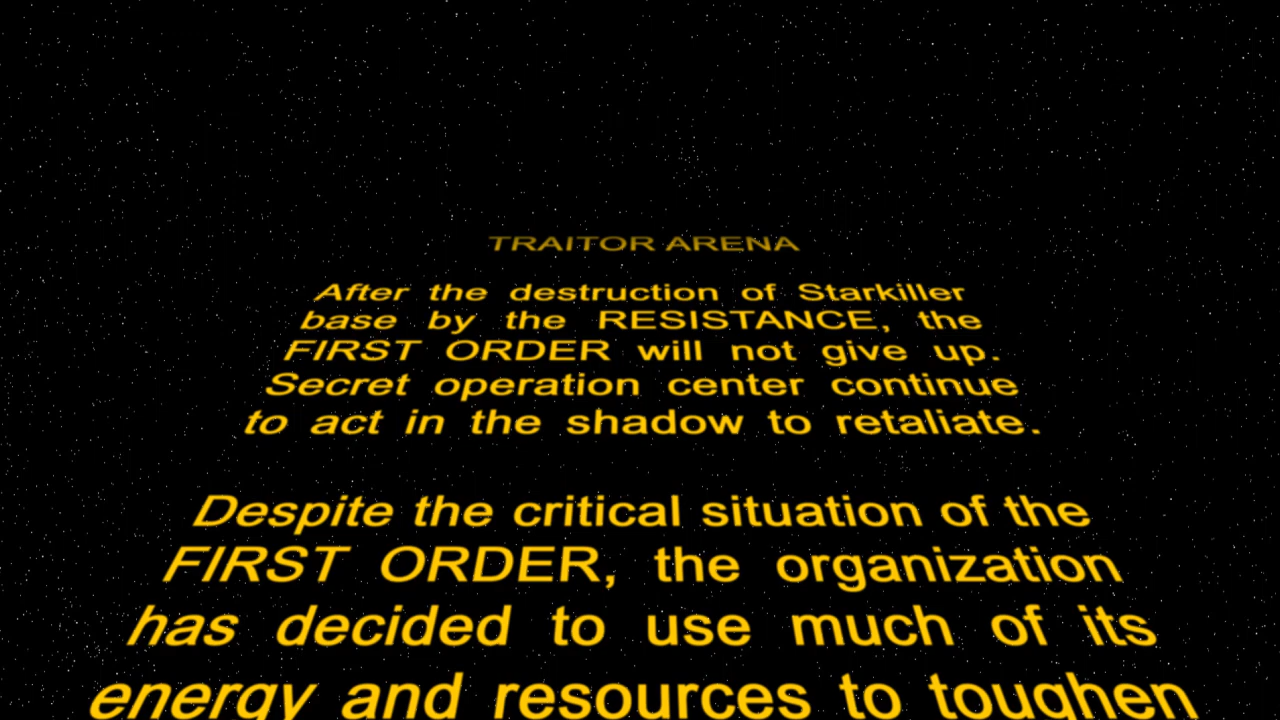 TRAITOR ARENA
After the destruction of Starkiller
base by the RESISTANCE, the
FIRST ORDER will not give up.
Secret operation center continue
to act in the shadow to retaliate.
Despite the critical situation of the
FIRST ORDER, the organization
has decided to use much of its
energy and resources to toughen